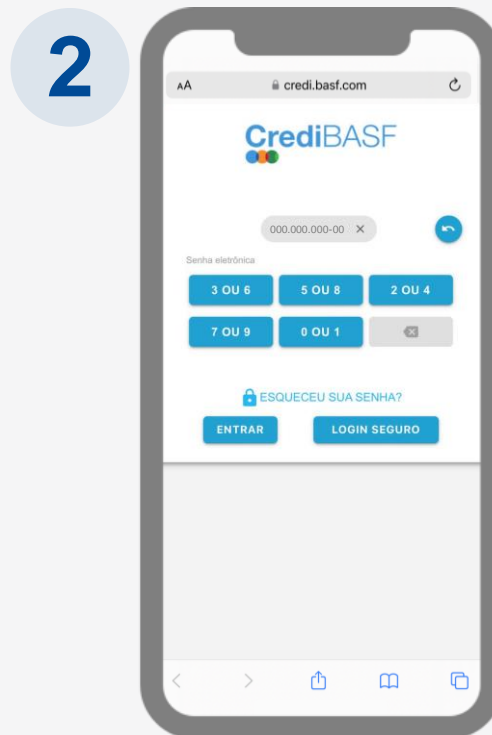 2
AA credi.basf.com
CrediBASF
000.000.000-00 ×
Senha eletrônica
3 OU 6 5 OU 8 2 OU 4
7 OU 9 0 OU 1
ESQUECEU SUA SENHA?
ENTRAR LOGIN SEGURO